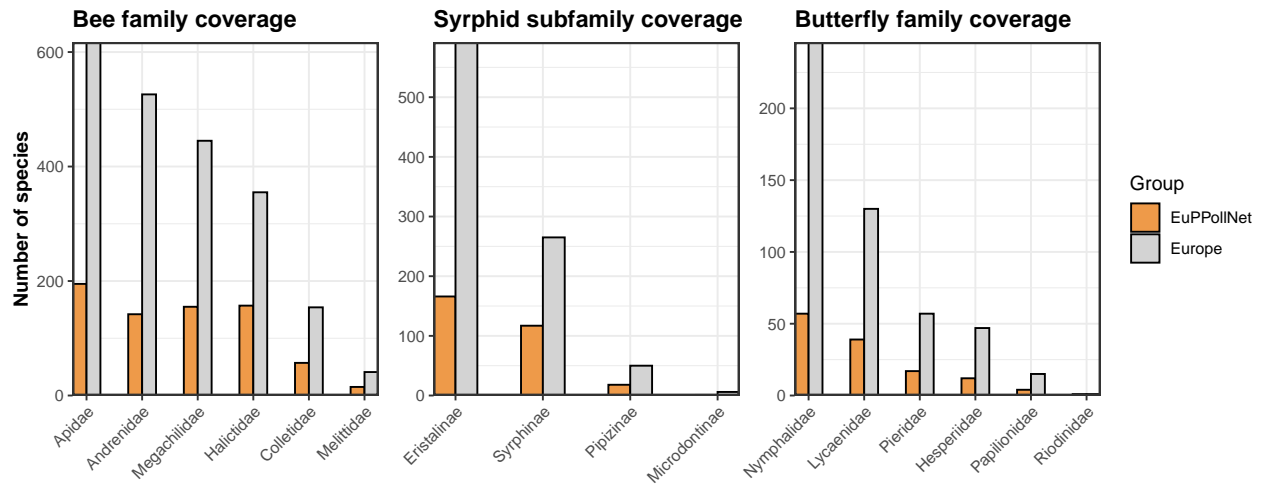 Bee family coverage
Syrphid subfamily coverage
Butterfly family coverage
Number of species
600
400
200
0
Apidae
Andrenidae
Megachilidae
Halictidae
Colletidae
Melittidae
500
400
300
200
100
0
Eristalinae
Syrphinae
Pipizinae
Microdontinae
200
150
100
50
0
Nymphalidae
Lycaenidae
Pieridae
Hesperiidae
Papilionidae
Riodinidae
Group
EuPPollNet
Europe